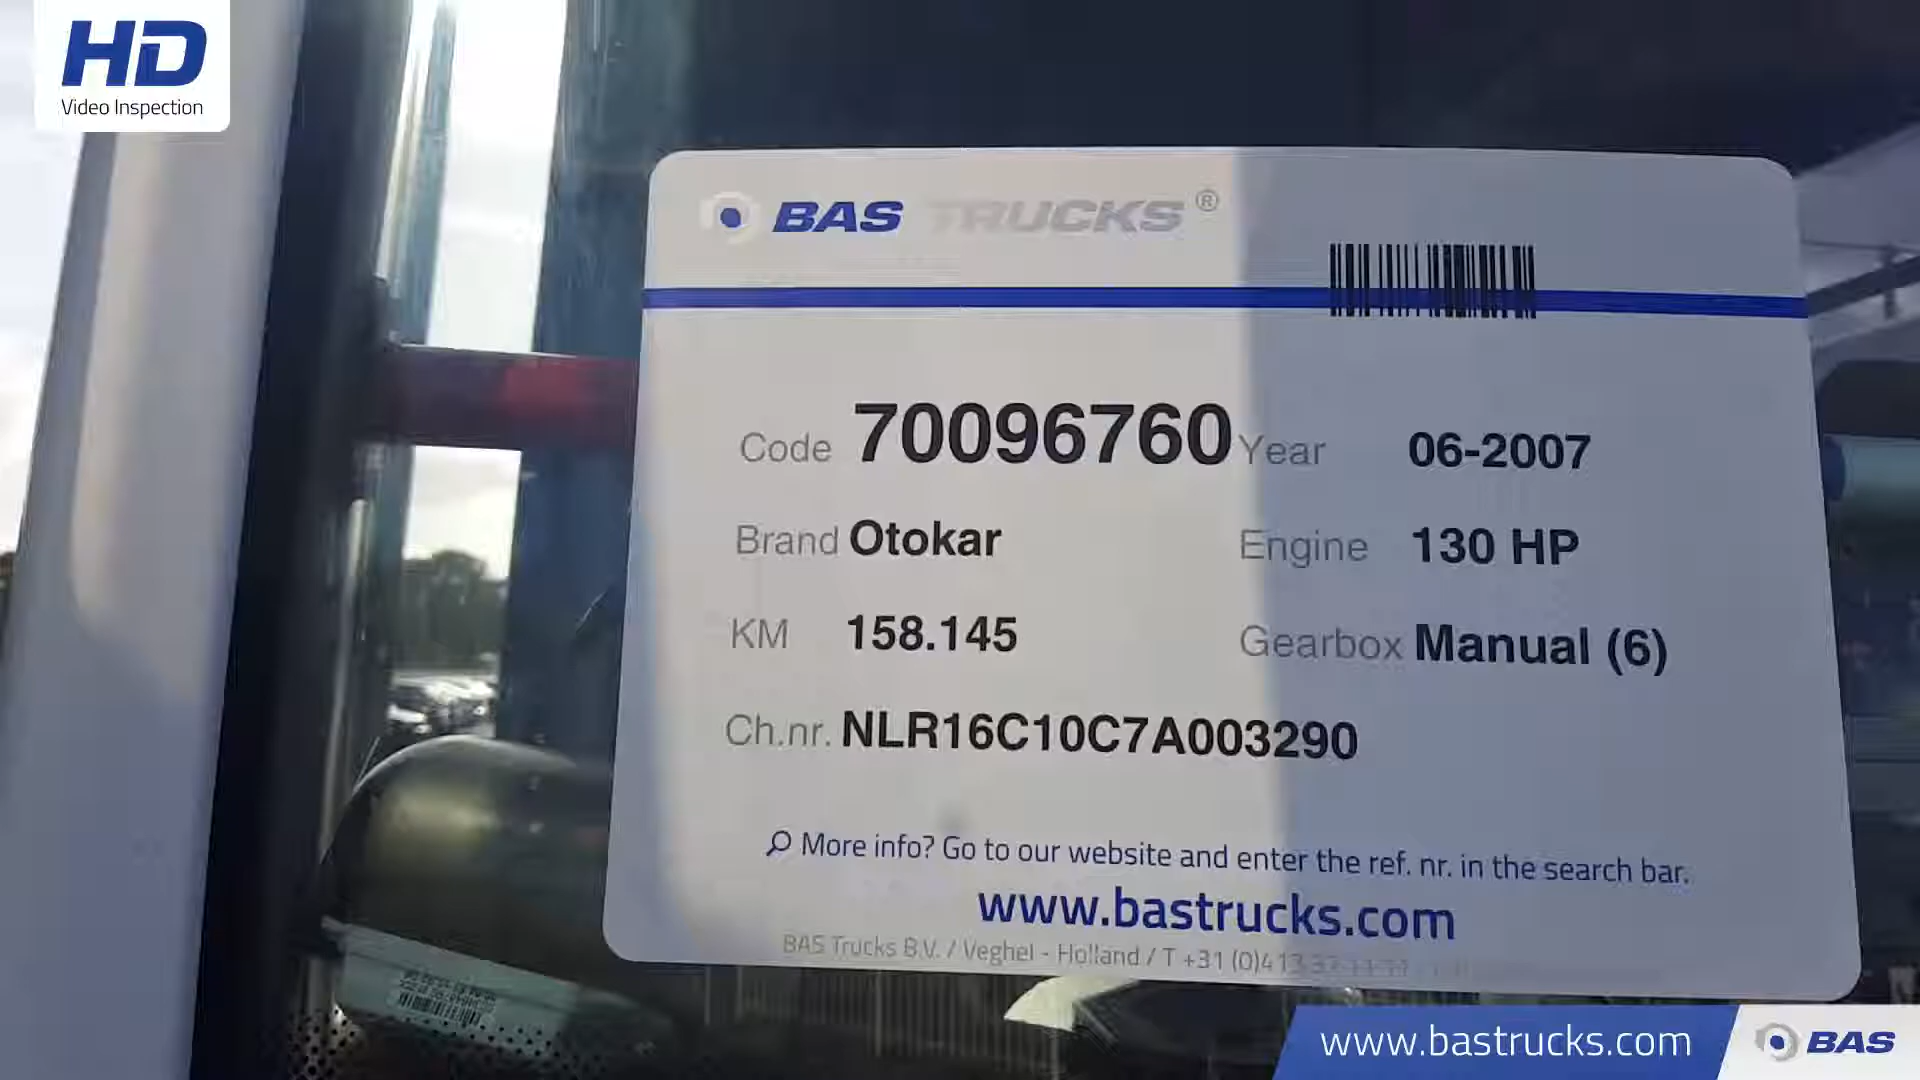 HD
Video Inspection
BAS TRUCKS ®
Code 70096760 Year 06-2007
Brand Otokar Engine 130 HP
KM 158.145 Gearbox Manual (6)
Ch.nr. NLR16C10C7A003290
More info? Go to our website and enter the ref. nr. in the search bar.
www.bastrucks.com
BAS Trucks B.V. / Veghel - Holland / T +31 (0)413
www.bastrucks.com BAS